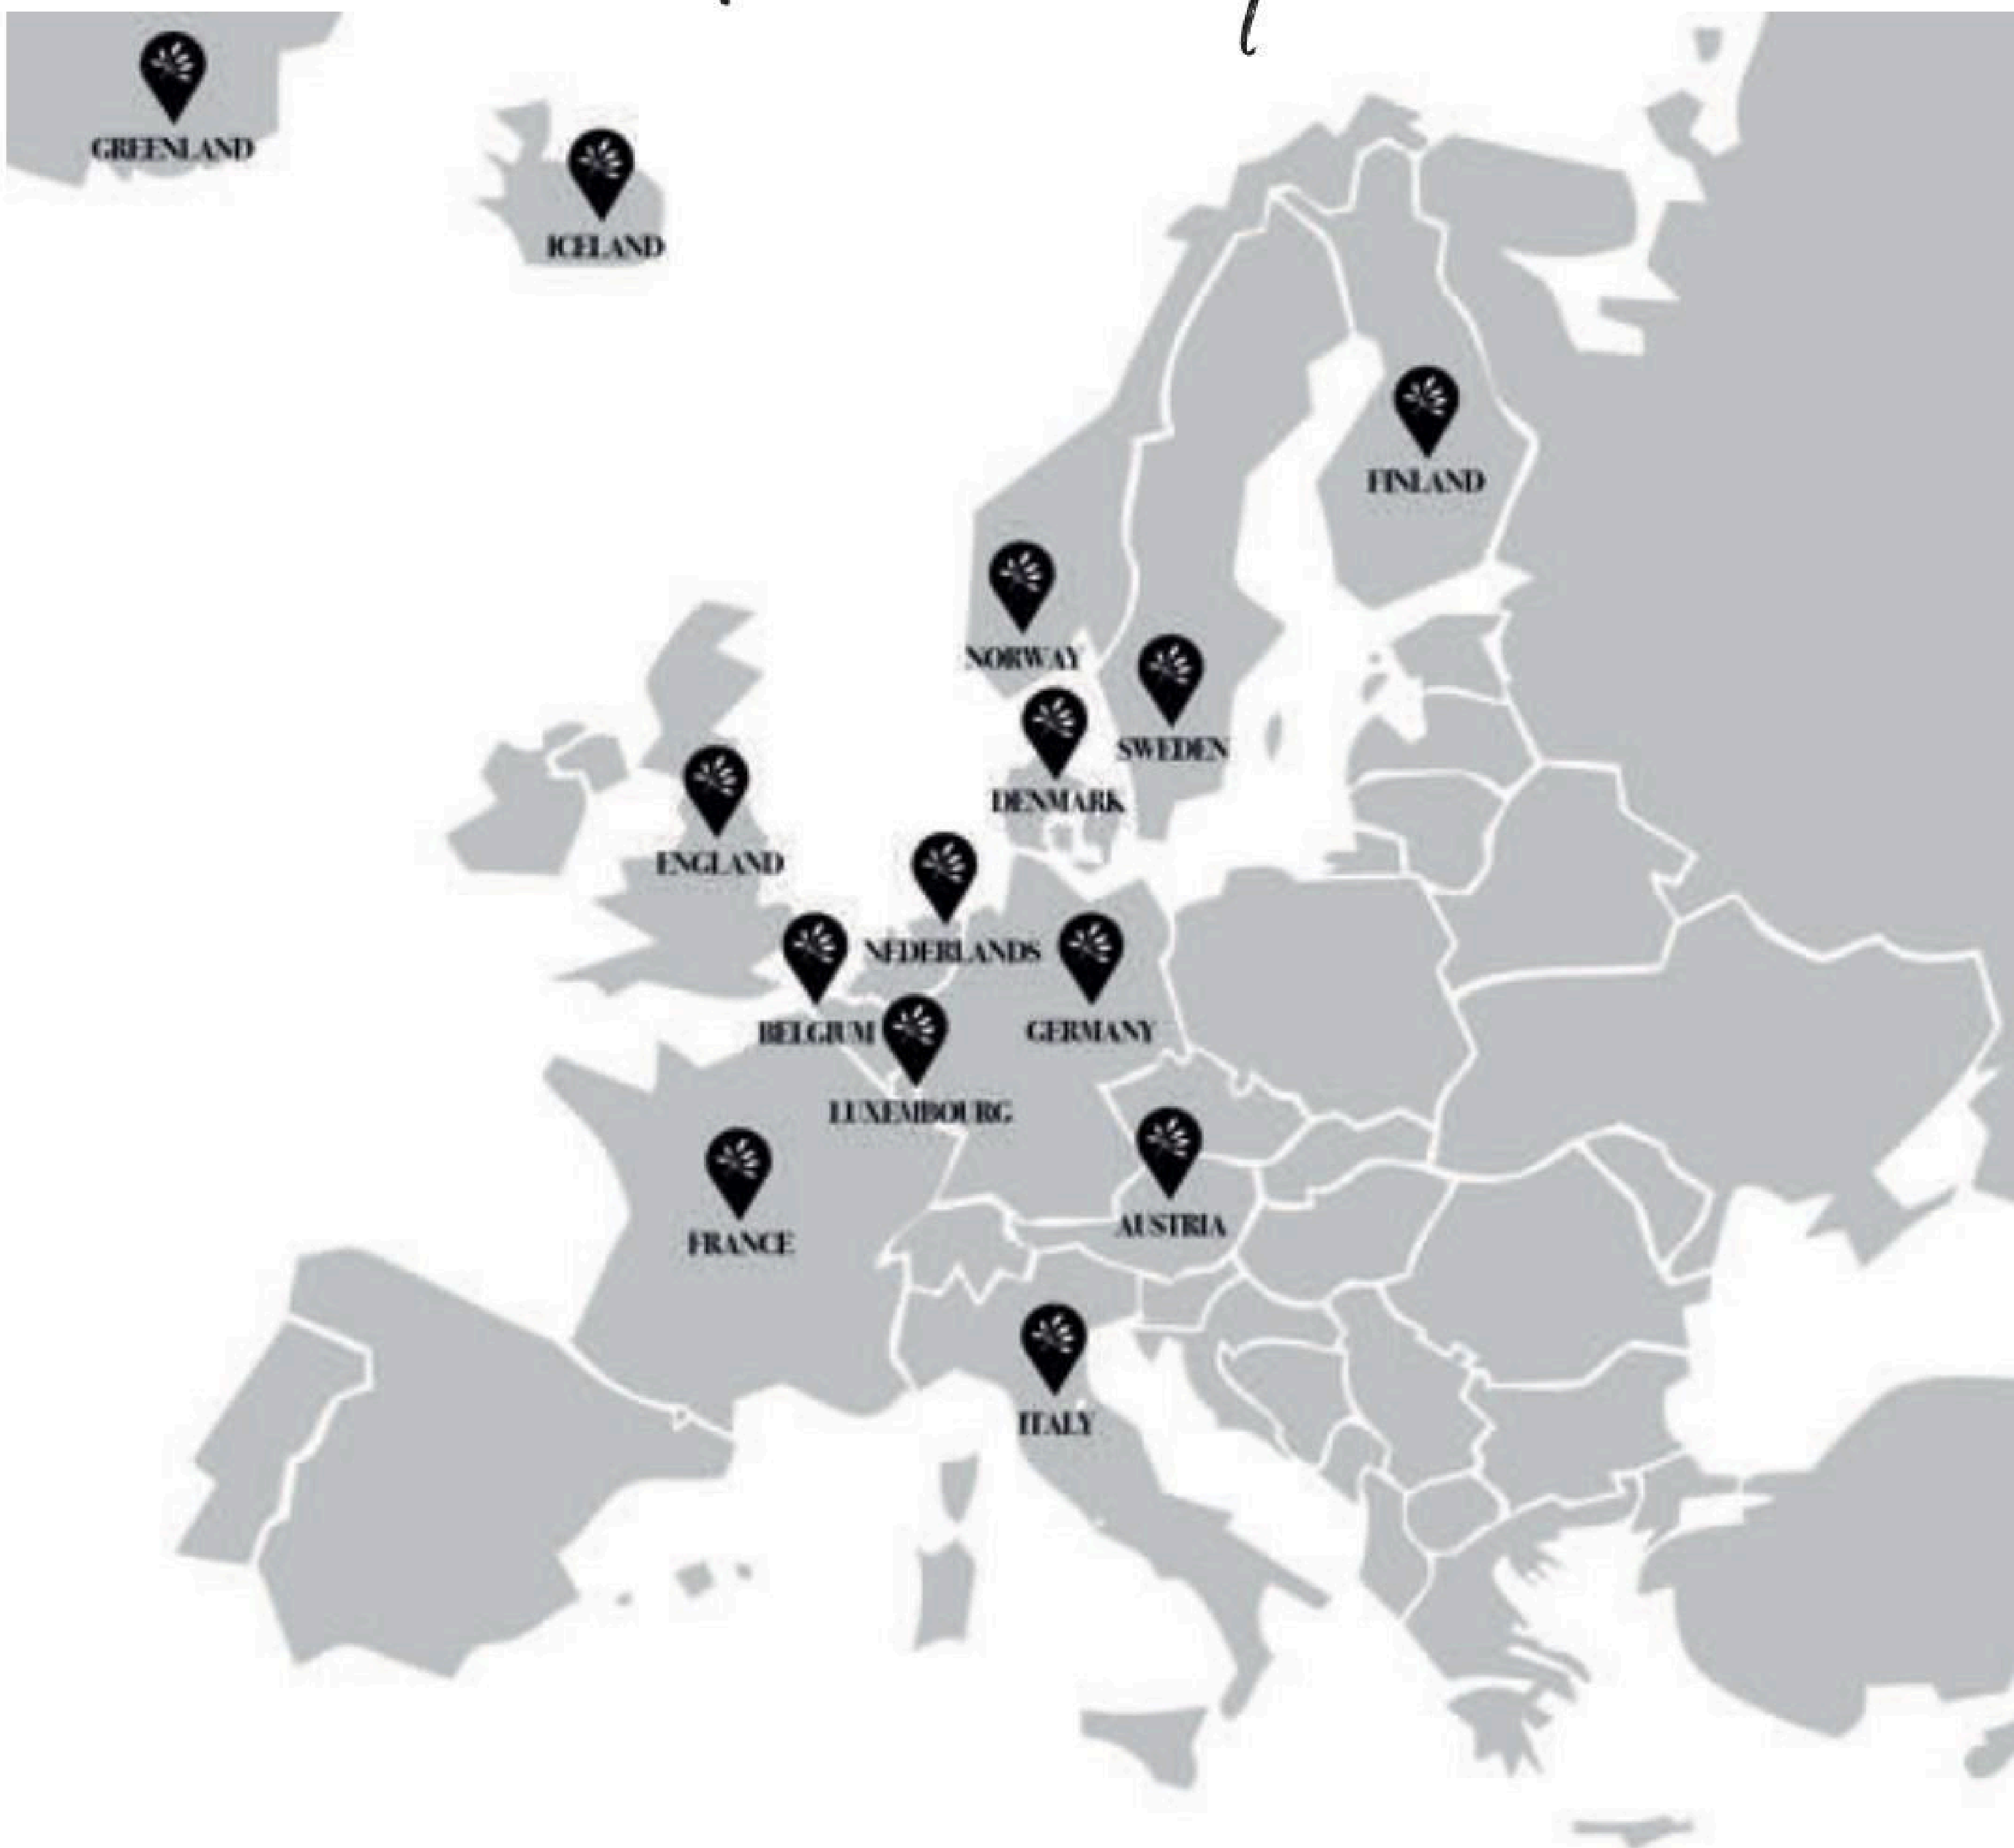 GREENLAND
ICELAND
FINLAND
NORWAY
SWEDEN
DENMARK
ENGLAND
NEDERLANDS
BELGIUM
GERMANY
LUXEMBOURG
AUSTRIA
FRANCE
ITALY